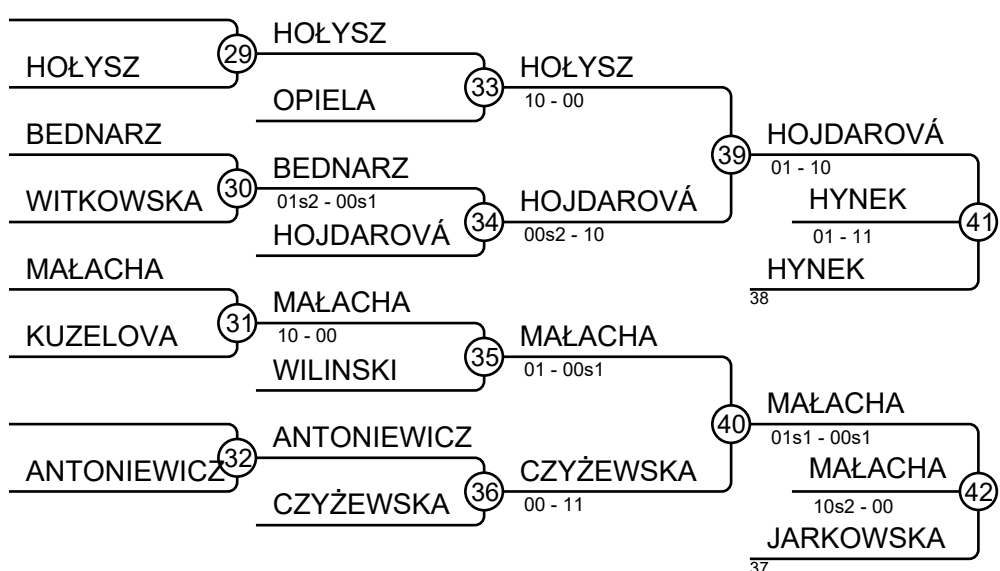 HOŁYSZ
29
HOŁYSZ
OPIELA
33
HOŁYSZ
10 - 00
BEDNARZ
WITKOWSKA
30
BEDNARZ
01s2 - 00s1
HOJDAROVÁ
34
HOJDAROVÁ
00s2 - 10
39
HOJDAROVÁ
01 - 10
HYNEK
01 - 11
41
HYNEK
38
MAŁACHA
KUZELOVA
31
MAŁACHA
10 - 00
WILINSKI
35
MAŁACHA
01 - 00s1
ANTONIEWICZ
32
ANTONIEWICZ
CZYŻEWSKA
36
CZYŻEWSKA
00 - 11
40
MAŁACHA
01s1 - 00s1
MAŁACHA
10s2 - 00
42
JARKOWSKA
37